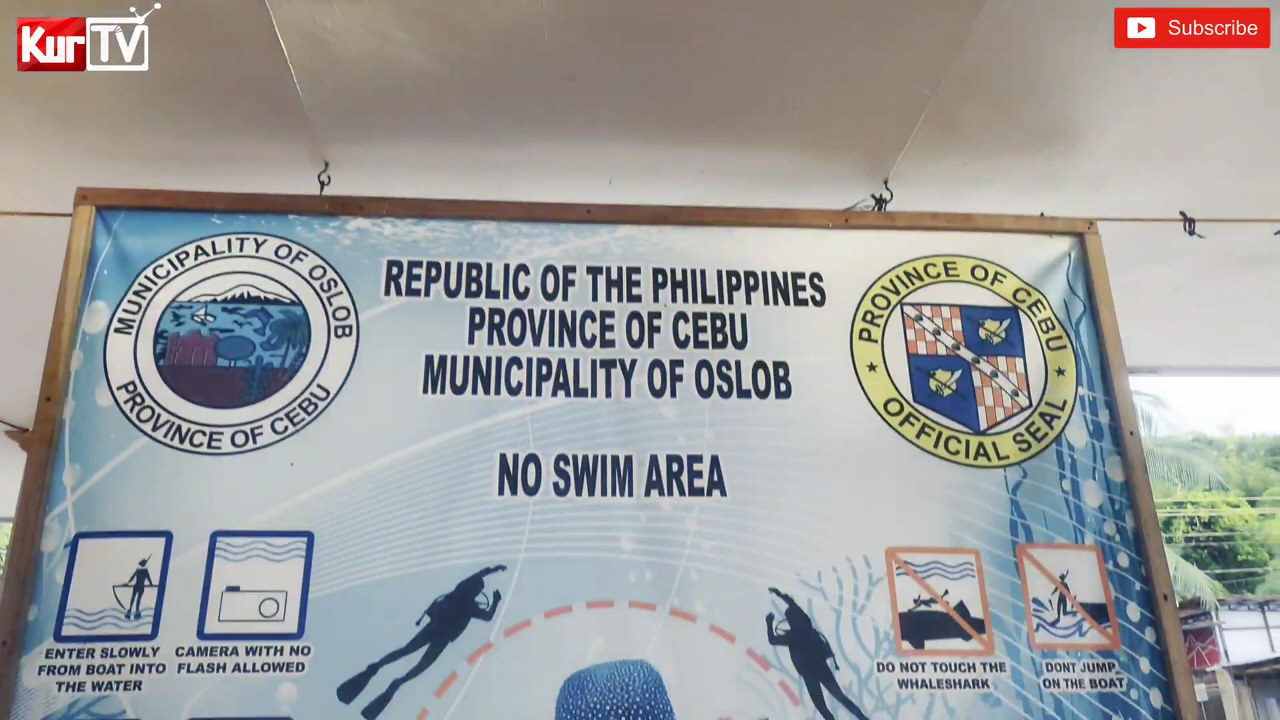 Kur TV
Subscribe
MUNICIPALITY OF OSLOB
PROVINCE OF CEBU
REPUBLIC OF THE PHILIPPINES
PROVINCE OF CEBU
MUNICIPALITY OF OSLOB
PROVINCE OF CEBU
OFFICIAL SEAL
NO SWIM AREA
ENTER SLOWLY
FROM BOAT INTO
THE WATER
CAMERA WITH NO
FLASH ALLOWED
DO NOT TOUCH THE
WHALESHARK
DONT JUMP
ON THE BOAT